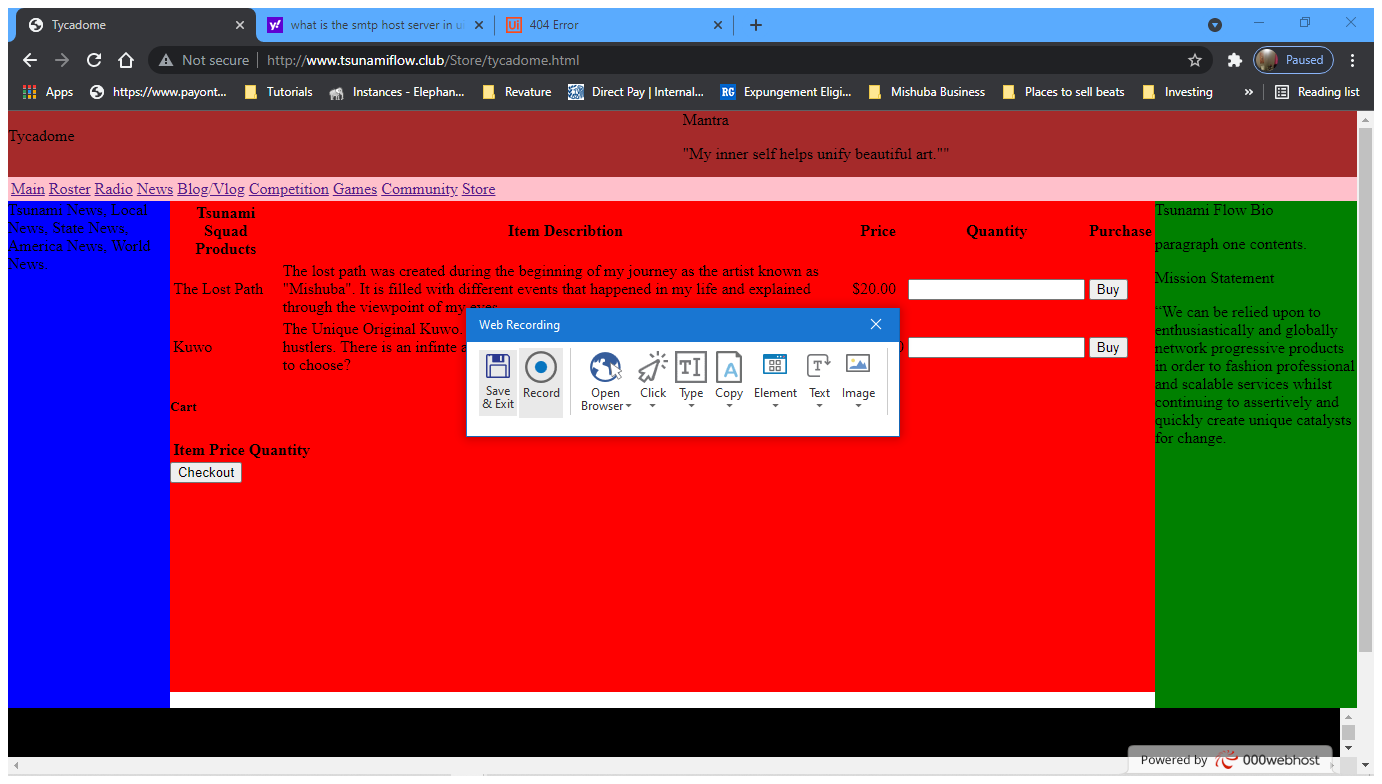 Tycadome
what is the smtp host server in u
404 Error
Not secure
http://www.tsunamiflow.club/Store/tycadome.html
Paused
Apps
https://www.payont...
Tutorials
Instances - Elephan...
Revature
Direct Pay | Internal...
RG
Expungement Eligi...
Mishuba Business
Places to sell beats
Investing
»
Reading list
Tycadome
Mantra
"My inner self helps unify beautiful art.""
Main Roster Radio News Blog/Vlog Competition Games Community Store
Tsunami News, Local
News, State News,
America News, World
News.
Tsunami
Squad
Products
Item Describtion
Price
Quantity
Purchase
The Lost Path
The lost path was created during the beginning of my journey as the artist known as
"Mishuba". It is filled with different events that happened in my life and explained
through the viewpoint of my eyes.
$20.00
Buy
Kuwo
The Unique Original Kuwo.
hustlers. There is an infinte a
to choose?
0
Buy
Cart
Item Price Quantity
Checkout
Web Recording
Save
& Exit
Record
Open
Browser
Click
Type
Copy
Element
Text
Image
Tsunami Flow Bio
paragraph one contents.
Mission Statement
“We can be relied upon to
enthusiastically and globally
network progressive products
in order to fashion professional
and scalable services whilst
continuing to assertively and
quickly create unique catalysts
for change.
Powered by 000webhost